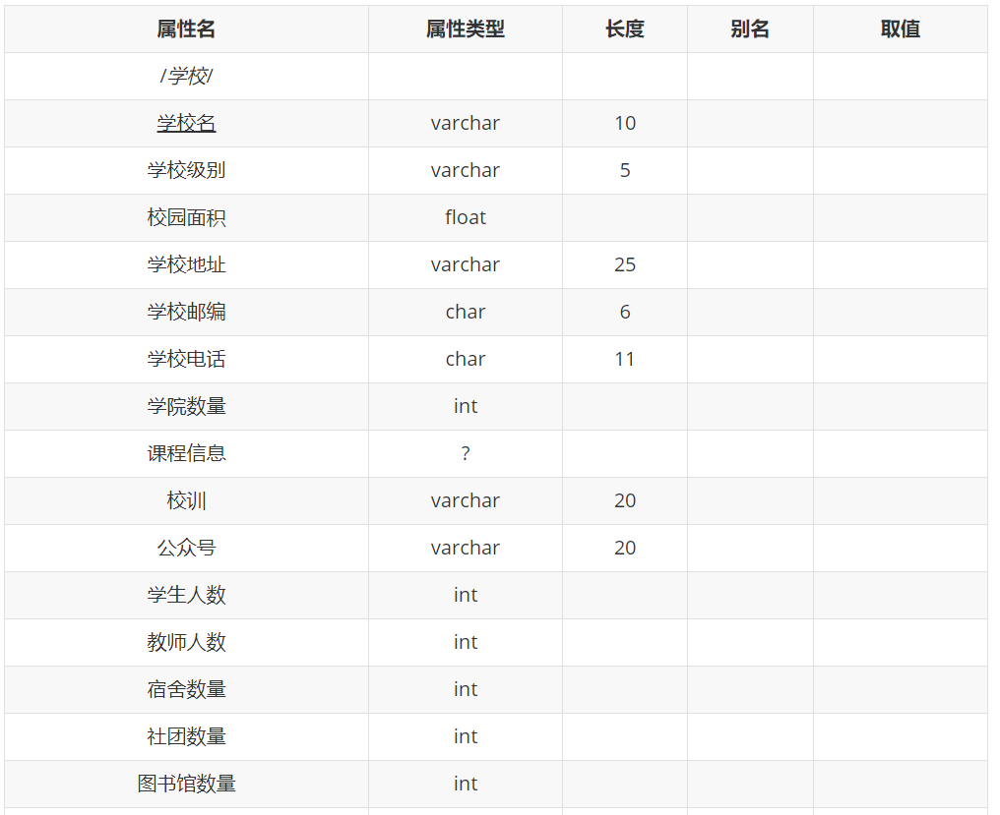 属性名 属性类型 长度 别名 取值
/学校/
学校名 varchar 10
学校级别 varchar 5
校园面积 float
学校地址 varchar 25
学校邮编 char 6
学校电话 char 11
学院数量 int
课程信息 ?
校训 varchar 20
公众号 varchar 20
学生人数 int
教师人数 int
宿舍数量 int
社团数量 int
图书馆数量 int